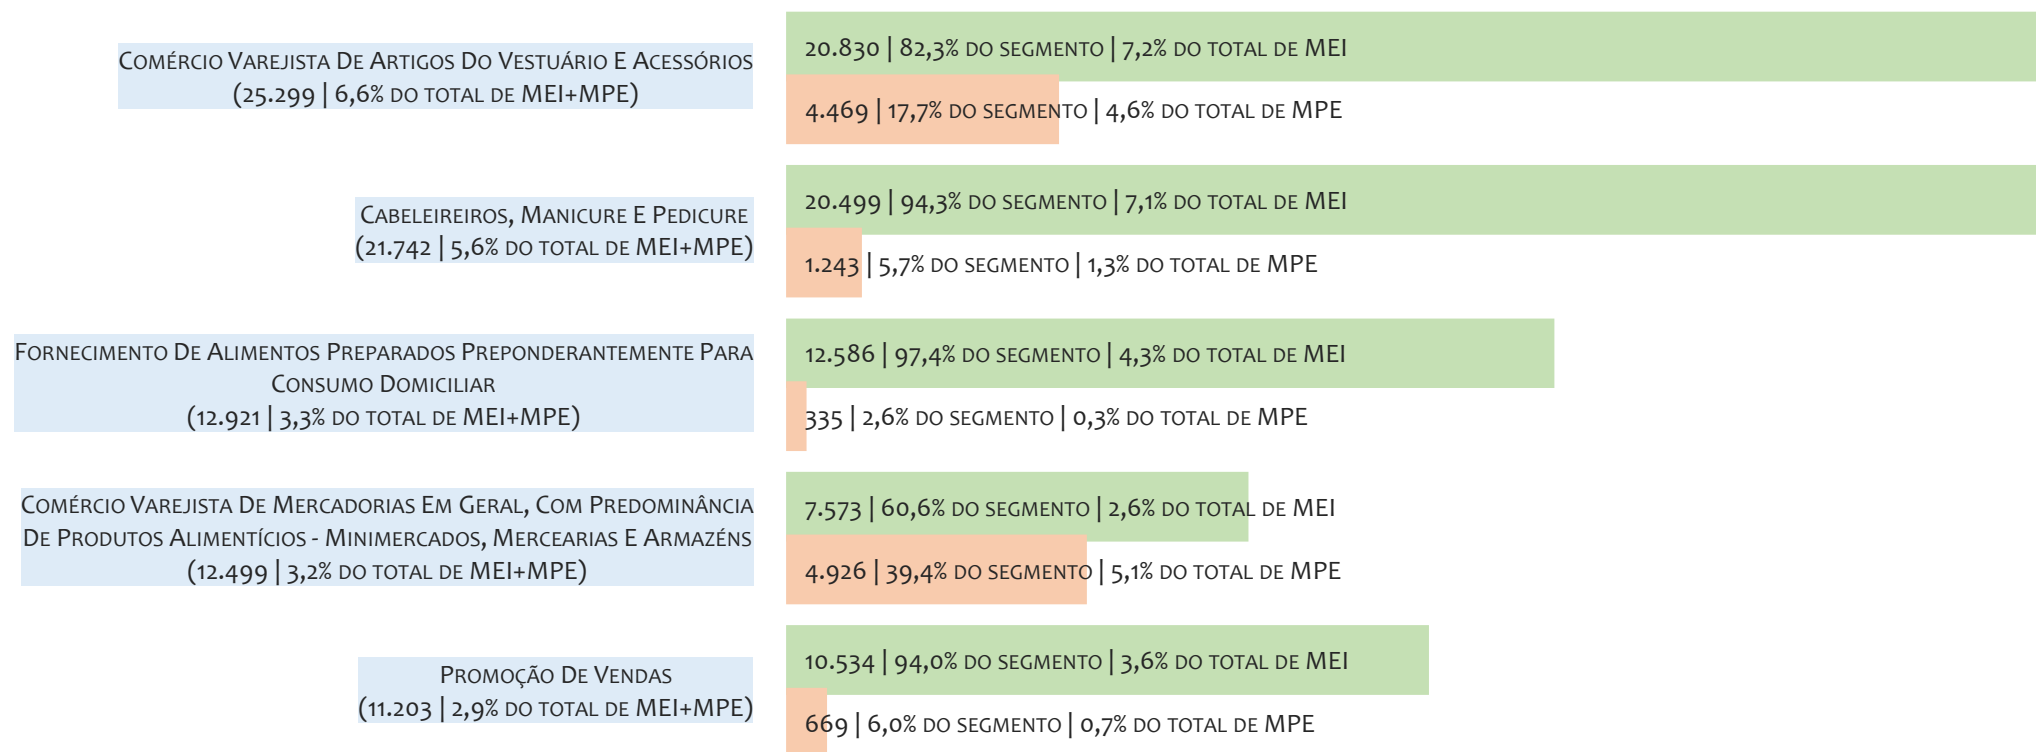 Comércio Varejista De Artigos Do Vestuário E Acessórios
(25.299 | 6,6% do total de MEI+MPE)
20.830 | 82,3% do segmento | 7,2% do total de MEI
4.469 | 17,7% do segmento | 4,6% do total de MPE
Cabeleireiros, Manicure E Pedicure
(21.742 | 5,6% do total de MEI+MPE)
20.499 | 94,3% do segmento | 7,1% do total de MEI
1.243 | 5,7% do segmento | 1,3% do total de MPE
Fornecimento De Alimentos Preparados Preponderantemente Para
Consumo Domiciliar
(12.921 | 3,3% do total de MEI+MPE)
12.586 | 97,4% do segmento | 4,3% do total de MEI
335 | 2,6% do segmento | 0,3% do total de MPE
Comércio Varejista De Mercadorias Em Geral, Com Predominância
De Produtos Alimentícios - Minimercados, Mercearias E Armazéns
(12.499 | 3,2% do total de MEI+MPE)
7.573 | 60,6% do segmento | 2,6% do total de MEI
4.926 | 39,4% do segmento | 5,1% do total de MPE
Promoção De Vendas
(11.203 | 2,9% do total de MEI+MPE)
10.534 | 94,0% do segmento | 3,6% do total de MEI
669 | 6,0% do segmento | 0,7% do total de MPE